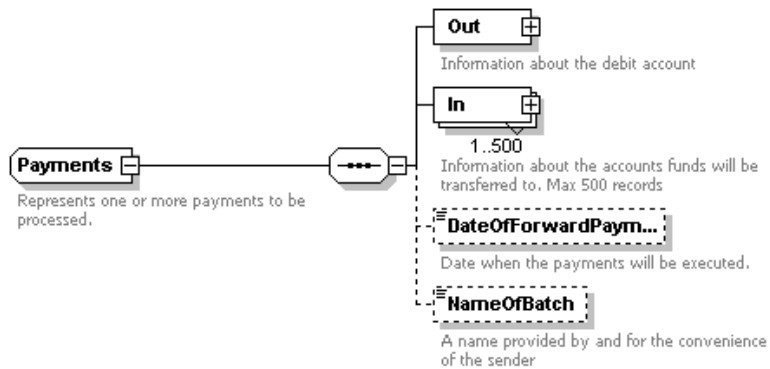 Out
Information about the debit account
In
1..500
Information about the accounts funds will be
transferred to. Max 500 records
Payments
Represents one or more payments to be
processed.
DateOfForwardPaym...
Date when the payments will be executed.
NameOfBatch
A name provided by and for the convenience
of the sender